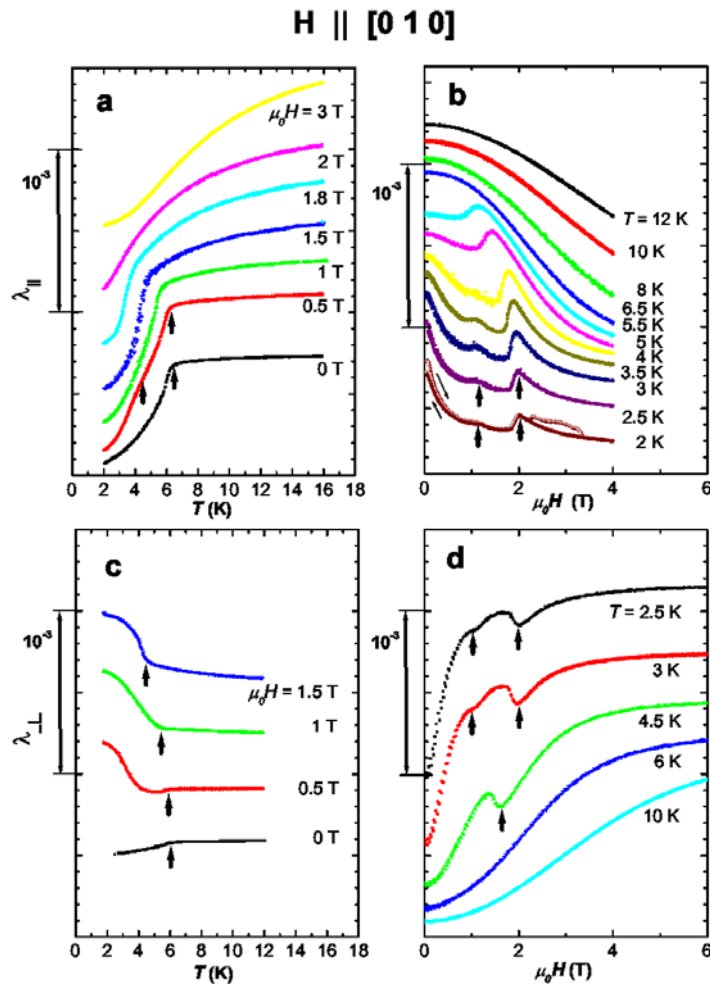 H || [0 1 0]
a
μ₀H = 3 T
2 T
1.8 T
1.5 T
1 T
0.5 T
0 T
10⁻³
λ||
0 2 4 6 8 10 12 14 16 18
T (K)
b
10⁻³
T = 12 K
10 K
8 K
6.5 K
5.5 K
5 K
4 K
3.5 K
3 K
2.5 K
2 K
0 2 4 6
μ₀H (T)
c
10⁻³
λ⊥
μ₀H = 1.5 T
1 T
0.5 T
0 T
0 2 4 6 8 10 12 14 16 18
T (K)
d
10⁻³
T = 2.5 K
3 K
4.5 K
6 K
10 K
0 2 4 6
μ₀H (T)